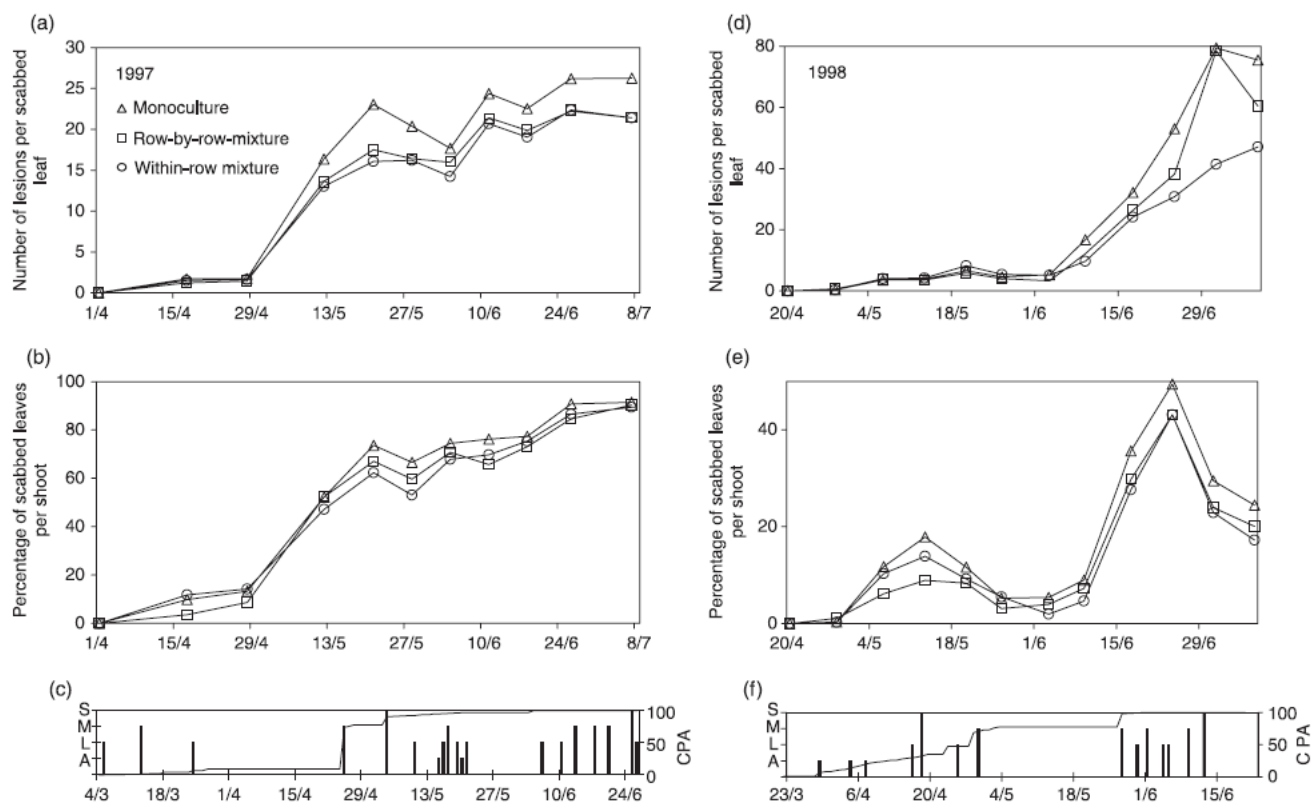 (a)
Number of lesions per scabbed
leaf
30
25
20
15
10
5
0
1997
Monoculture
Row-by-row-mixture
Within-row mixture
1/4 15/4 29/4 13/5 27/5 10/6 24/6 8/7
(d)
Number of lesions per scabbed
leaf
80
60
40
20
0
1998
20/4 4/5 18/5 1/6 15/6 29/6
(b)
Percentage of scabbed leaves
per shoot
100
80
60
40
20
0
1/4 15/4 29/4 13/5 27/5 10/6 24/6 8/7
(e)
Percentage of scabbed leaves
per shoot
40
20
0
20/4 4/5 18/5 1/6 15/6 29/6
(c)
S
M
L
A
100
50
0
CPA
4/3 18/3 1/4 15/4 29/4 13/5 27/5 10/6 24/6
(f)
S
M
L
A
100
50
0
C PA
23/3 6/4 20/4 4/5 18/5 1/6 15/6